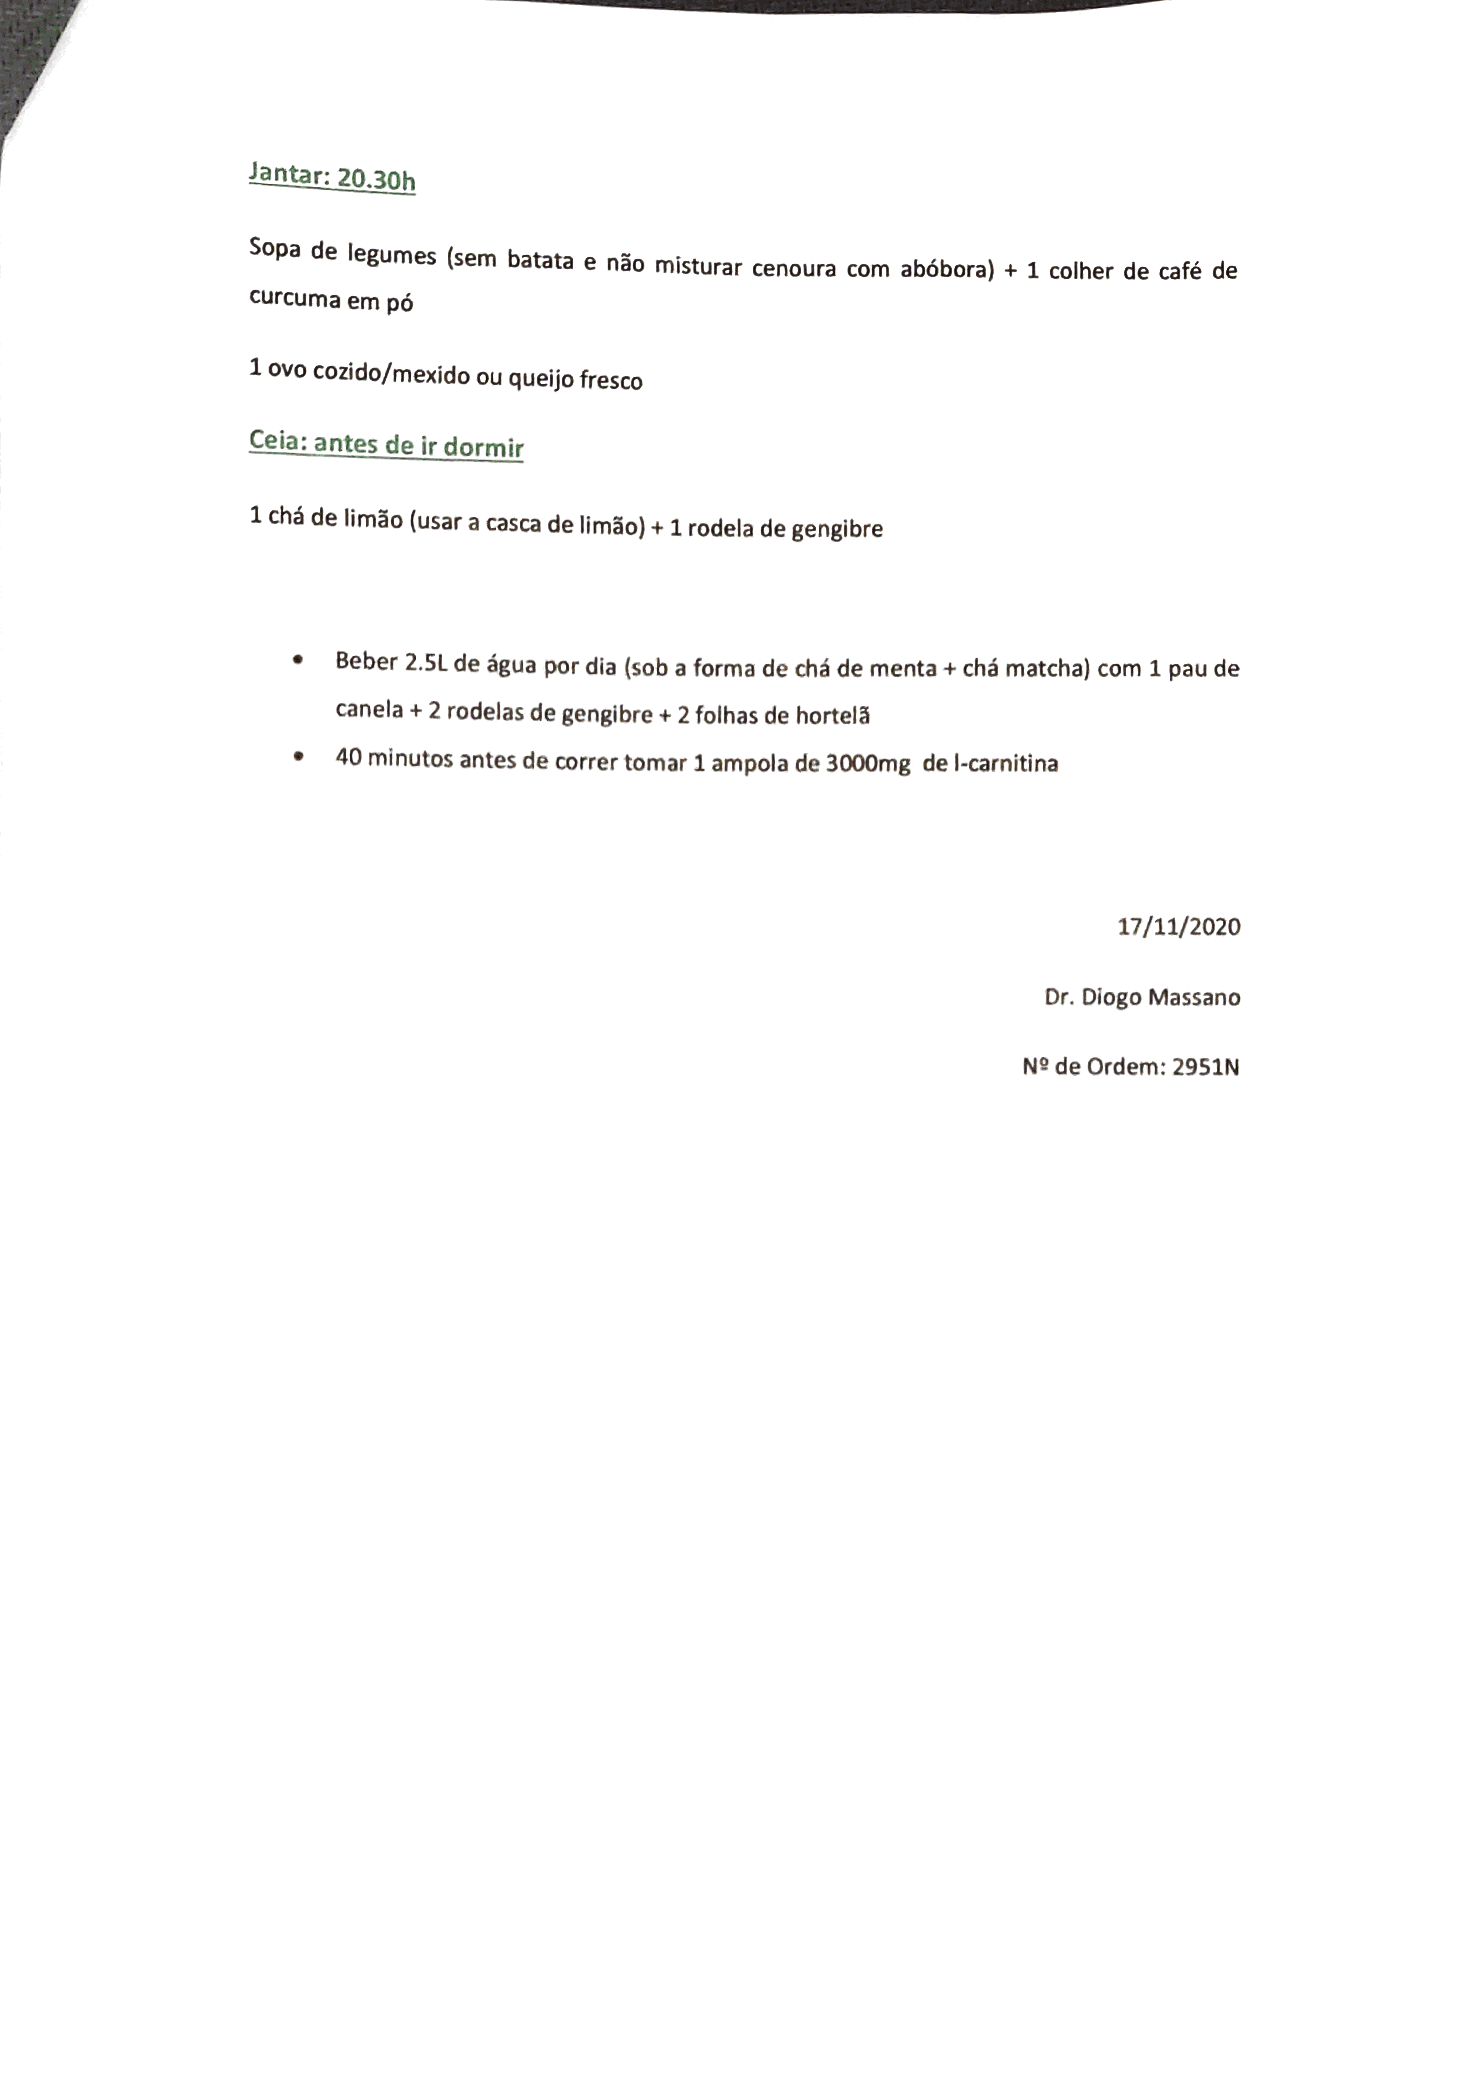 Jantar: 20.30h
Sopa de legumes (sem batata e não misturar cenoura com abóbora) + 1 colher de café de
curcuma em pó
1 ovo cozido/mexido ou queijo fresco
Ceia: antes de ir dormir
1 chá de limão (usar a casca de limão) + 1 rodela de gengibre
• Beber 2.5L de água por dia (sob a forma de chá de menta + chá matcha) com 1 pau de
canela + 2 rodelas de gengibre + 2 folhas de hortelã
• 40 minutos antes de correr tomar 1 ampola de 3000mg  de l-carnitina
17/11/2020
Dr. Diogo Massano
Nº de Ordem: 2951N